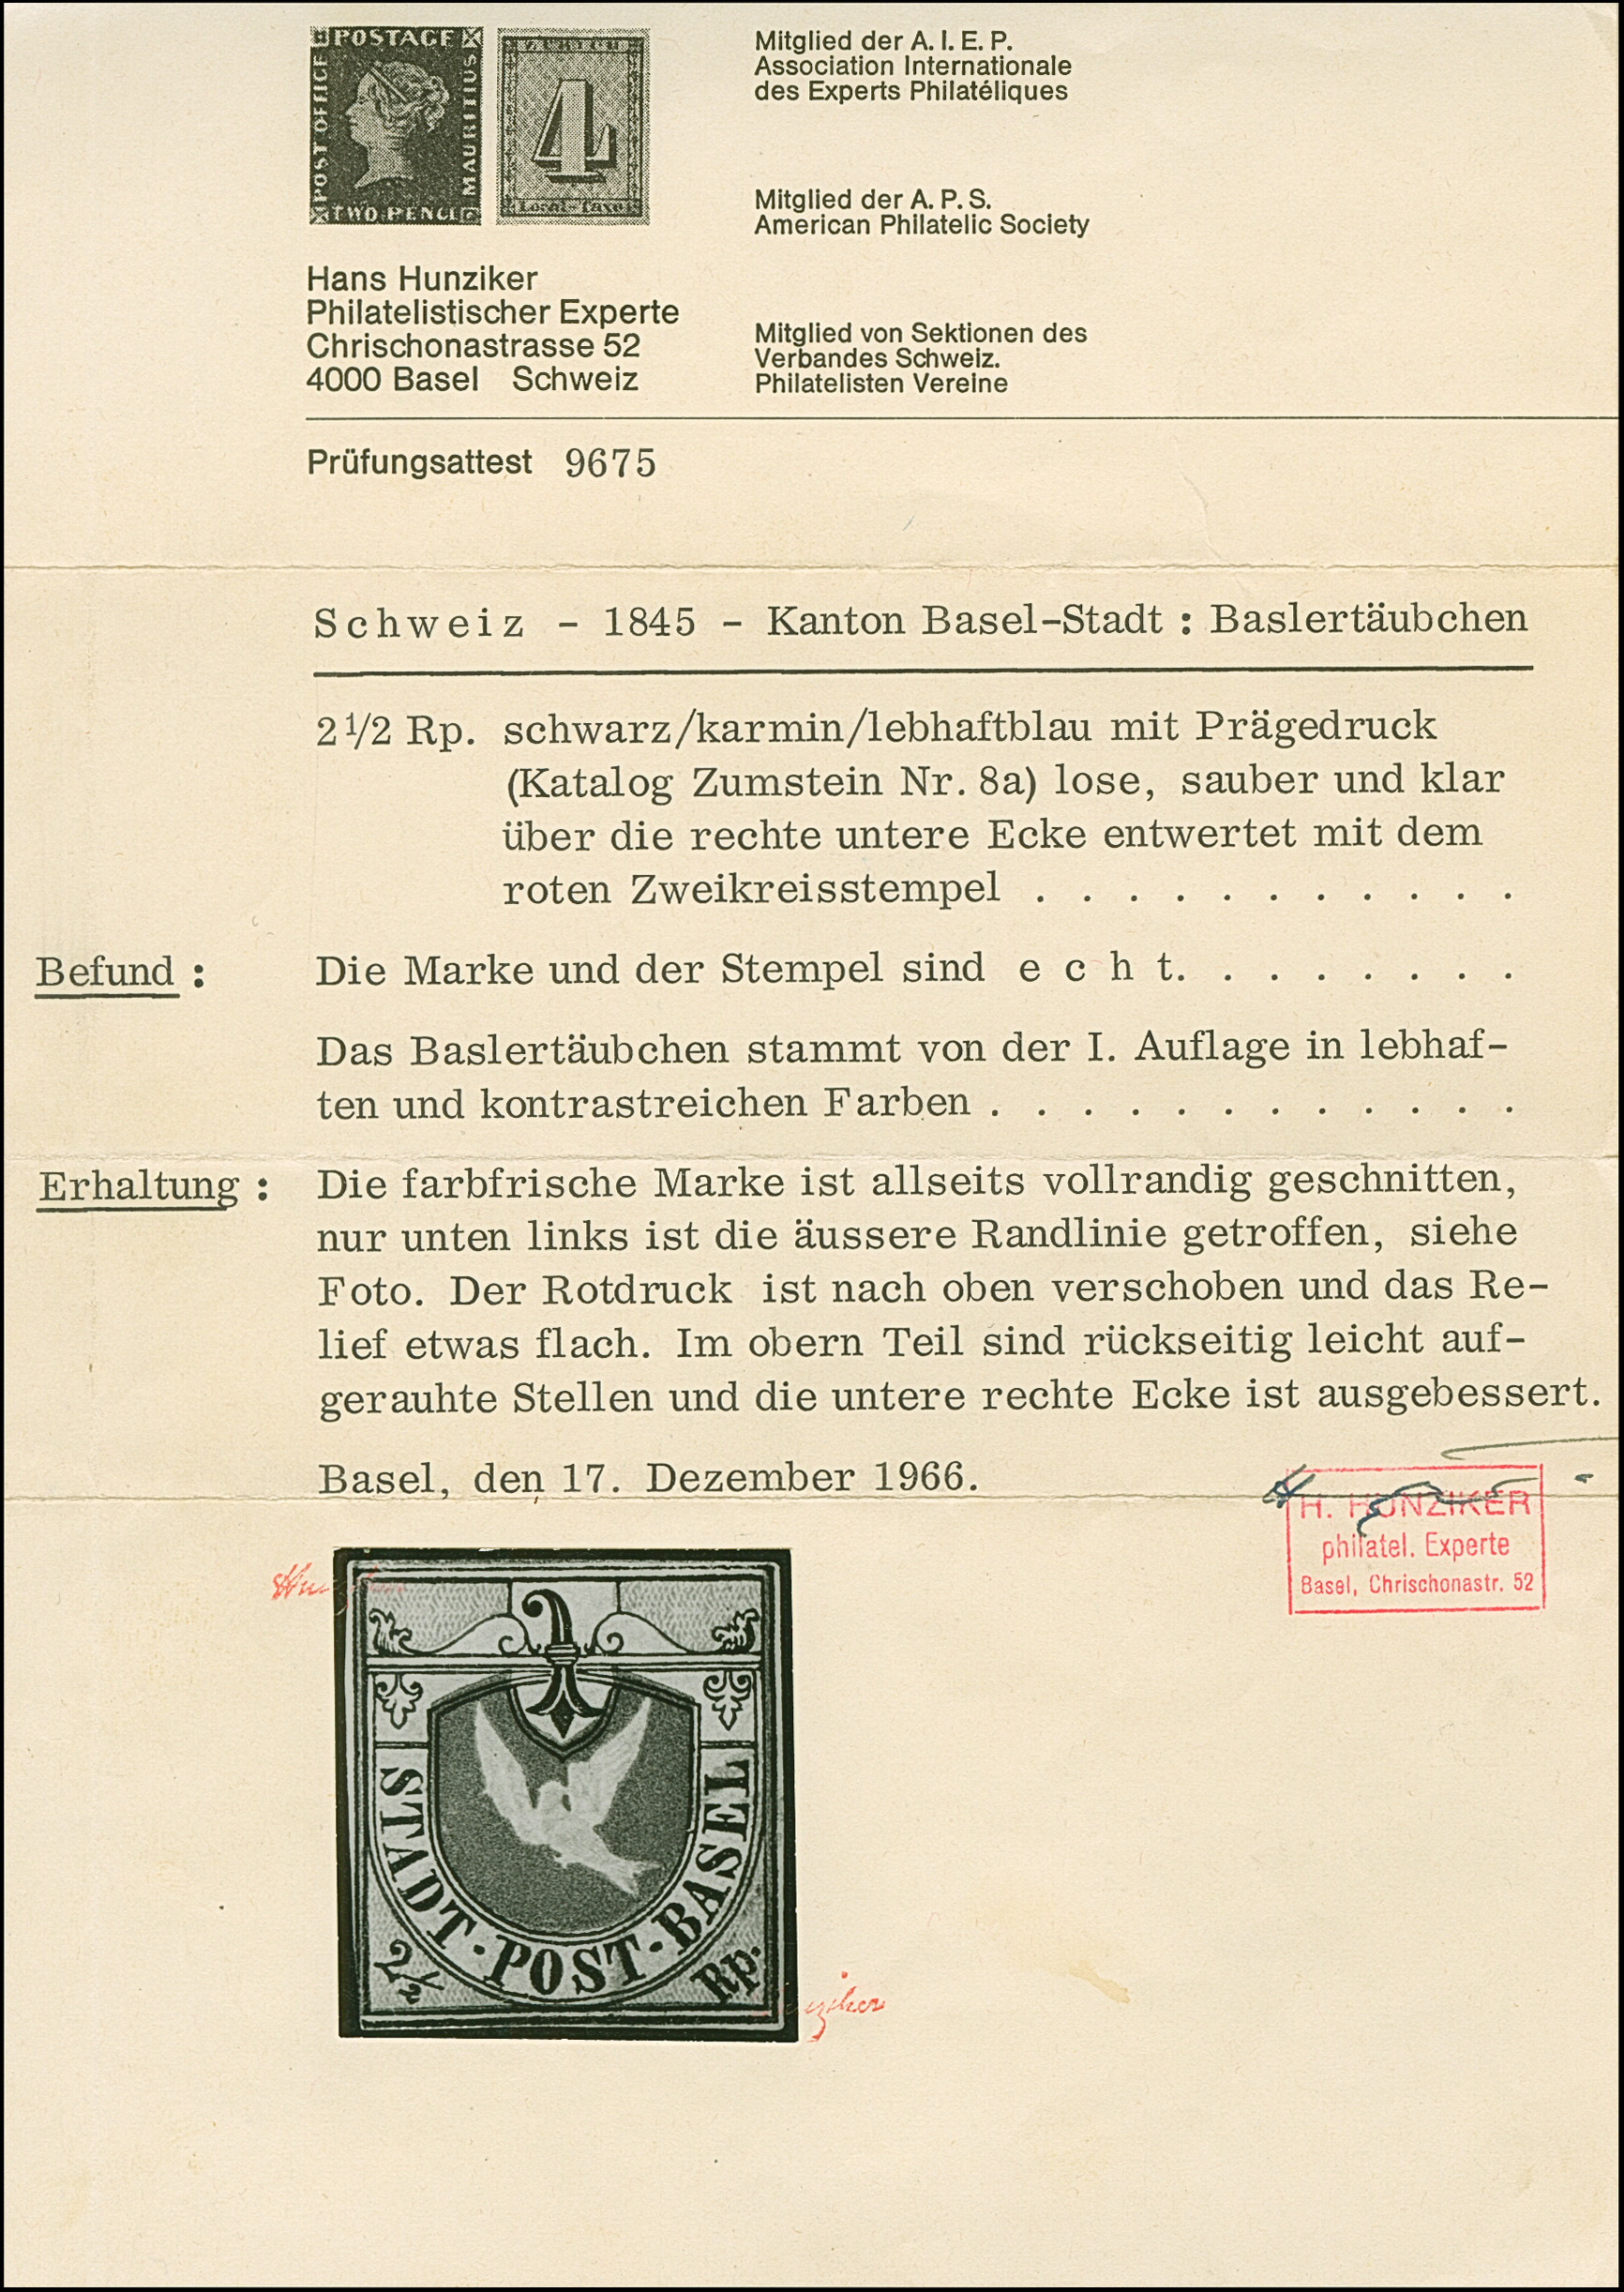 POSTAGE
POST OFFICE
MAURITIUS
TWO PENCE
ZURICH
4
Local-Taxe
Mitglied der A. I. E. P.
Association Internationale
des Experts Philatéliques
Mitglied der A. P. S.
American Philatelic Society
Mitglied von Sektionen des
Verbandes Schweiz.
Philatelisten Vereine
Hans Hunziker
Philatelistischer Experte
Chrischonastrasse 52
4000 Basel Schweiz
Prüfungsattest 9675
Schweiz - 1845 - Kanton Basel-Stadt : Baslertäubchen
2 1/2 Rp. schwarz/karmin/lebhaftblau mit Prägedruck
(Katalog Zumstein Nr. 8a) lose, sauber und klar
über die rechte untere Ecke entwertet mit dem
roten Zweikreisstempel . . . . . . . . . . .
Befund : Die Marke und der Stempel sind e c h t. . . . . . . .
Das Baslertäubchen stammt von der I. Auflage in lebhaf-
ten und kontrastreichen Farben . . . . . . . . . . . .
Erhaltung : Die farbfrische Marke ist allseits vollrandig geschnitten,
nur unten links ist die äussere Randlinie getroffen, siehe
Foto. Der Rotdruck ist nach oben verschoben und das Re-
lief etwas flach. Im obern Teil sind rückseitig leicht auf-
gerauhte Stellen und die untere rechte Ecke ist ausgebessert.
Basel, den 17. Dezember 1966.
H. HUNZIKER
philatel. Experte
Basel, Chrischonastr. 52
STADT·POST·BASEL
2 1/2 Rp.